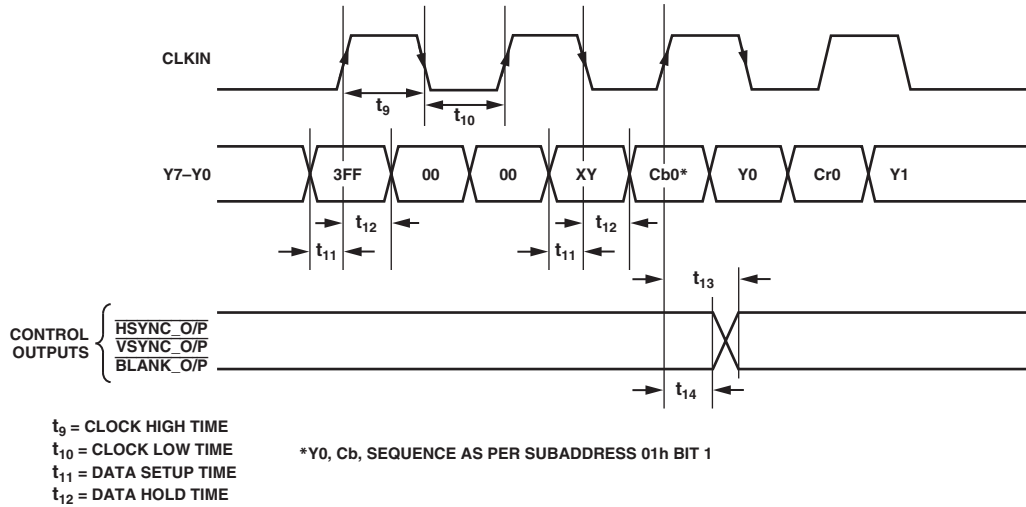 CLKIN
t9
t10
Y7–Y0
3FF
00
00
XY
Cb0*
Y0
Cr0
Y1
t12
t12
t11
t11
t13
CONTROL
OUTPUTS
HSYNC_O/P
VSYNC_O/P
BLANK_O/P
t14
t9 = CLOCK HIGH TIME
t10 = CLOCK LOW TIME
*Y0, Cb, SEQUENCE AS PER SUBADDRESS 01h BIT 1
t11 = DATA SETUP TIME
t12 = DATA HOLD TIME